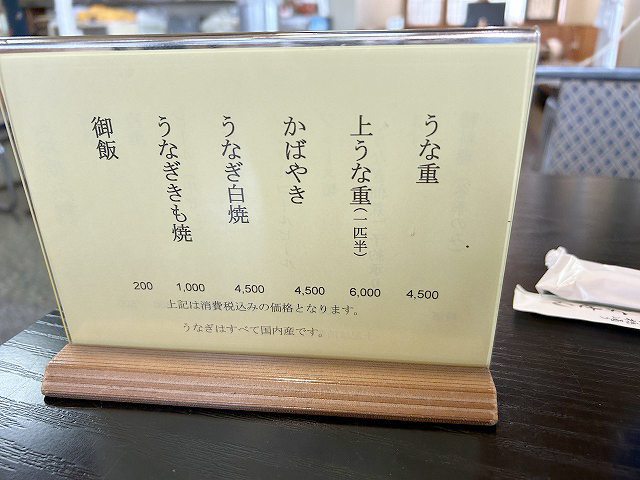 うな重 4,500
上うな重(一匹半) 6,000
かばやき 4,500
うなぎ白焼 4,500
うなぎきも焼 1,000
御飯 200
上記は消費税込みの価格となります。
うなぎはすべて国内産です。